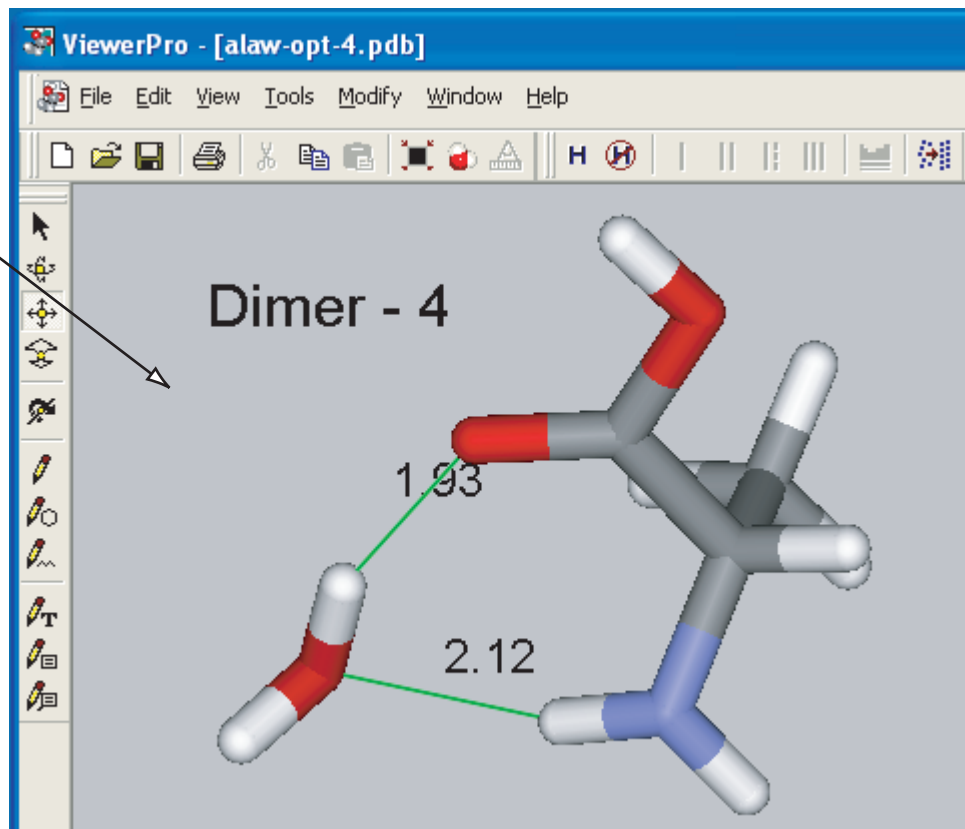 ViewerPro - [alaw-opt-4.pdb]
File Edit View Tools Modify Window Help
H H
Dimer - 4
1.93
2.12
T